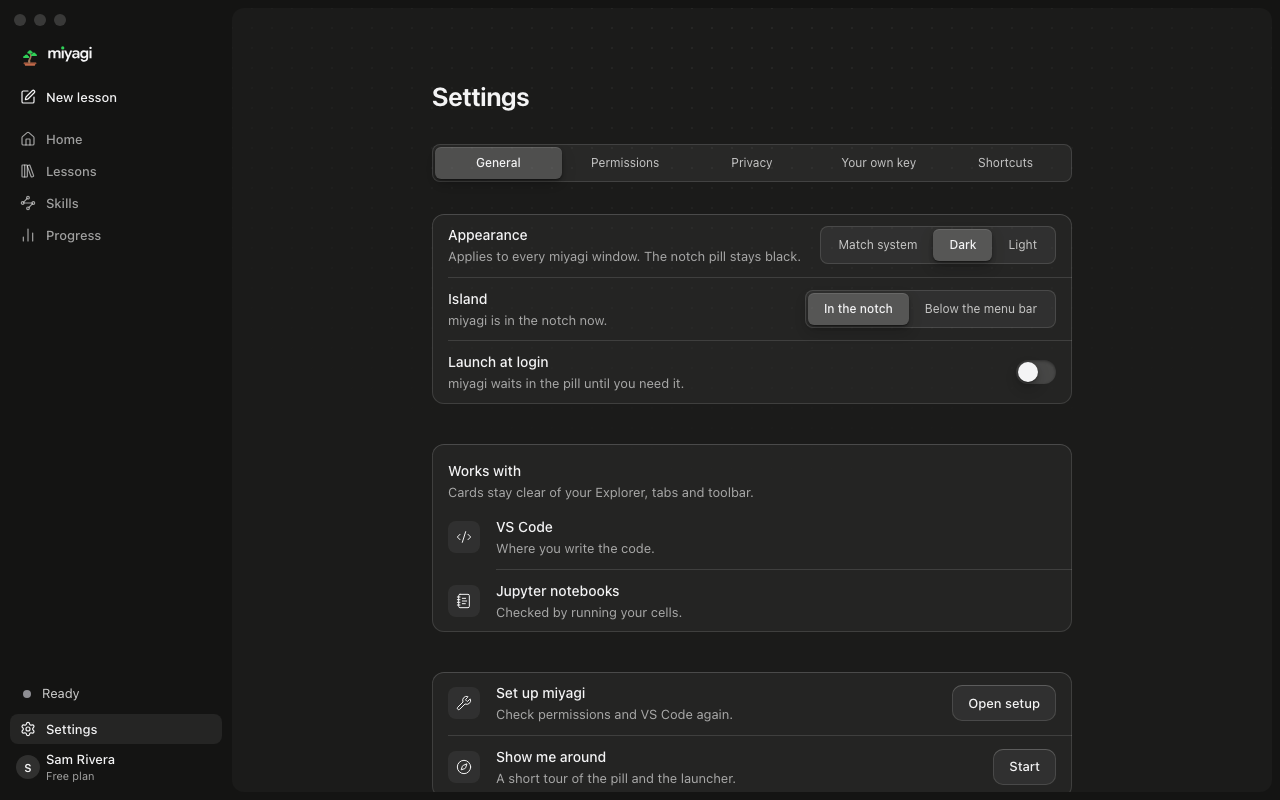 miyagi
New lesson
Home
Lessons
Skills
Progress
Ready
Settings
S
Sam Rivera
Free plan
Settings
General
Permissions
Privacy
Your own key
Shortcuts
Appearance
Applies to every miyagi window. The notch pill stays black.
Match system
Dark
Light
Island
miyagi is in the notch now.
In the notch
Below the menu bar
Launch at login
miyagi waits in the pill until you need it.
Works with
Cards stay clear of your Explorer, tabs and toolbar.
VS Code
Where you write the code.
Jupyter notebooks
Checked by running your cells.
Set up miyagi
Check permissions and VS Code again.
Open setup
Show me around
A short tour of the pill and the launcher.
Start